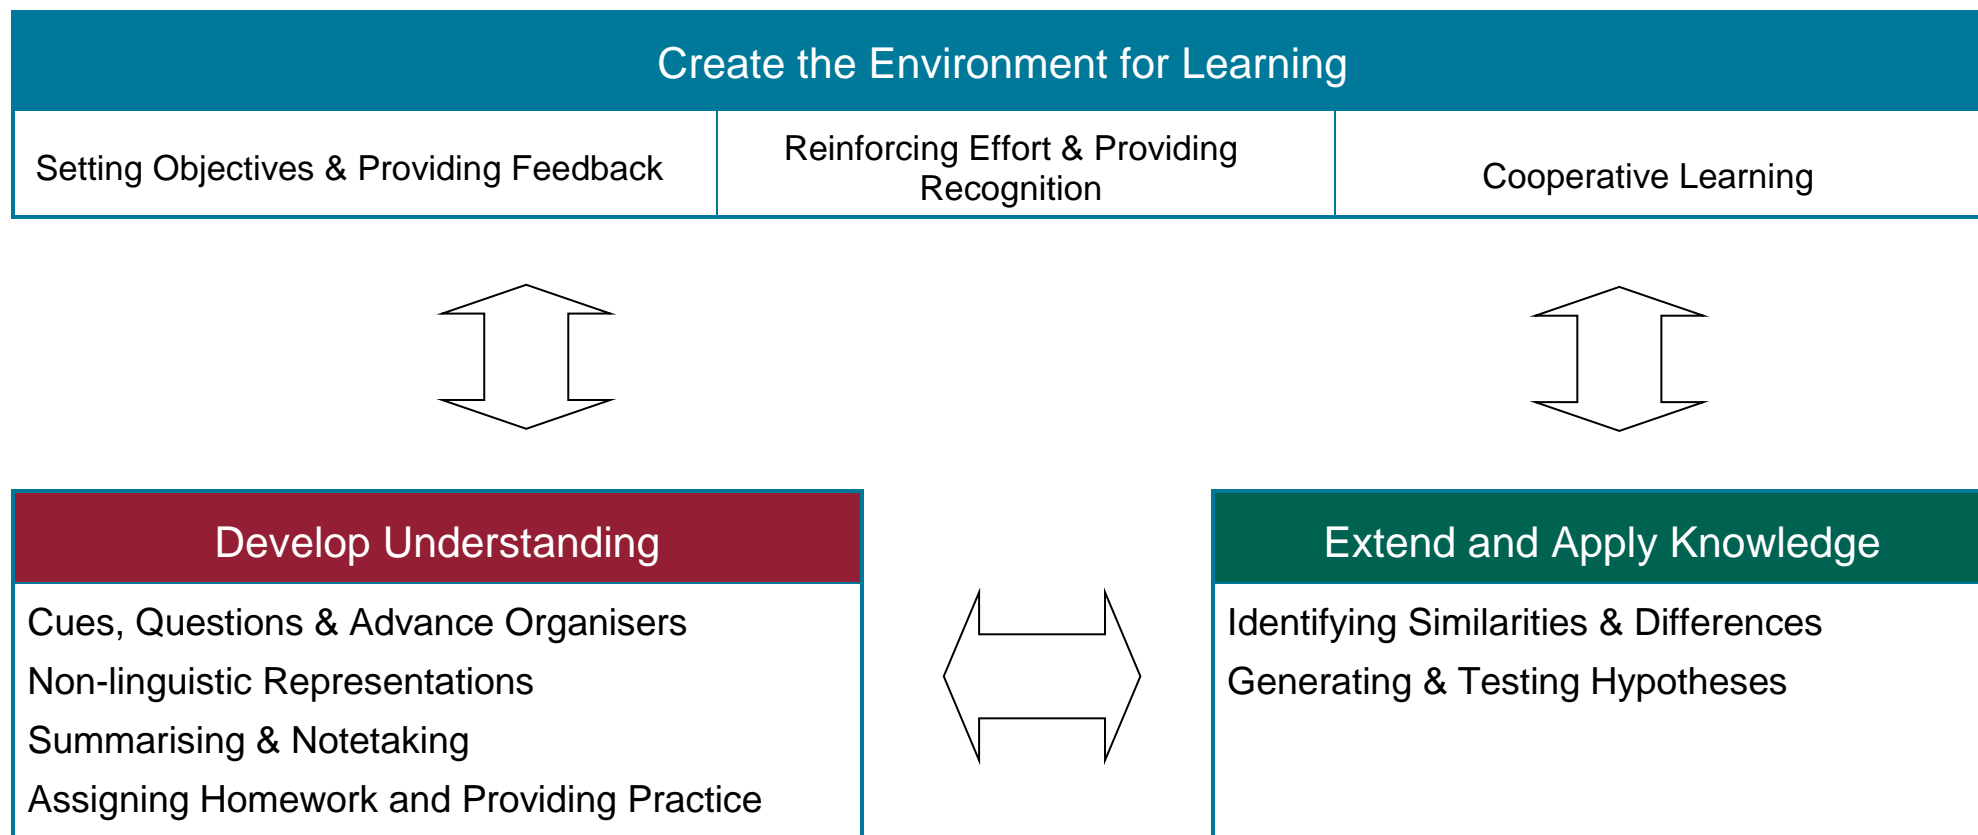 Create the Environment for Learning
Setting Objectives & Providing Feedback
Reinforcing Effort & Providing
Recognition
Cooperative Learning
Develop Understanding
Cues, Questions & Advance Organisers
Non-linguistic Representations
Summarising & Notetaking
Assigning Homework and Providing Practice
Extend and Apply Knowledge
Identifying Similarities & Differences
Generating & Testing Hypotheses